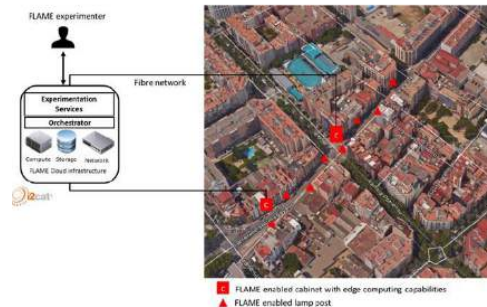 FLAME experimenter
Fibre network
Experimentation
Services
Orchestrator
Compute Storage Network
FLAME Cloud infrastructure
i2cat
C
C
C FLAME enabled cabinet with edge computing capabilities
FLAME enabled lamp post